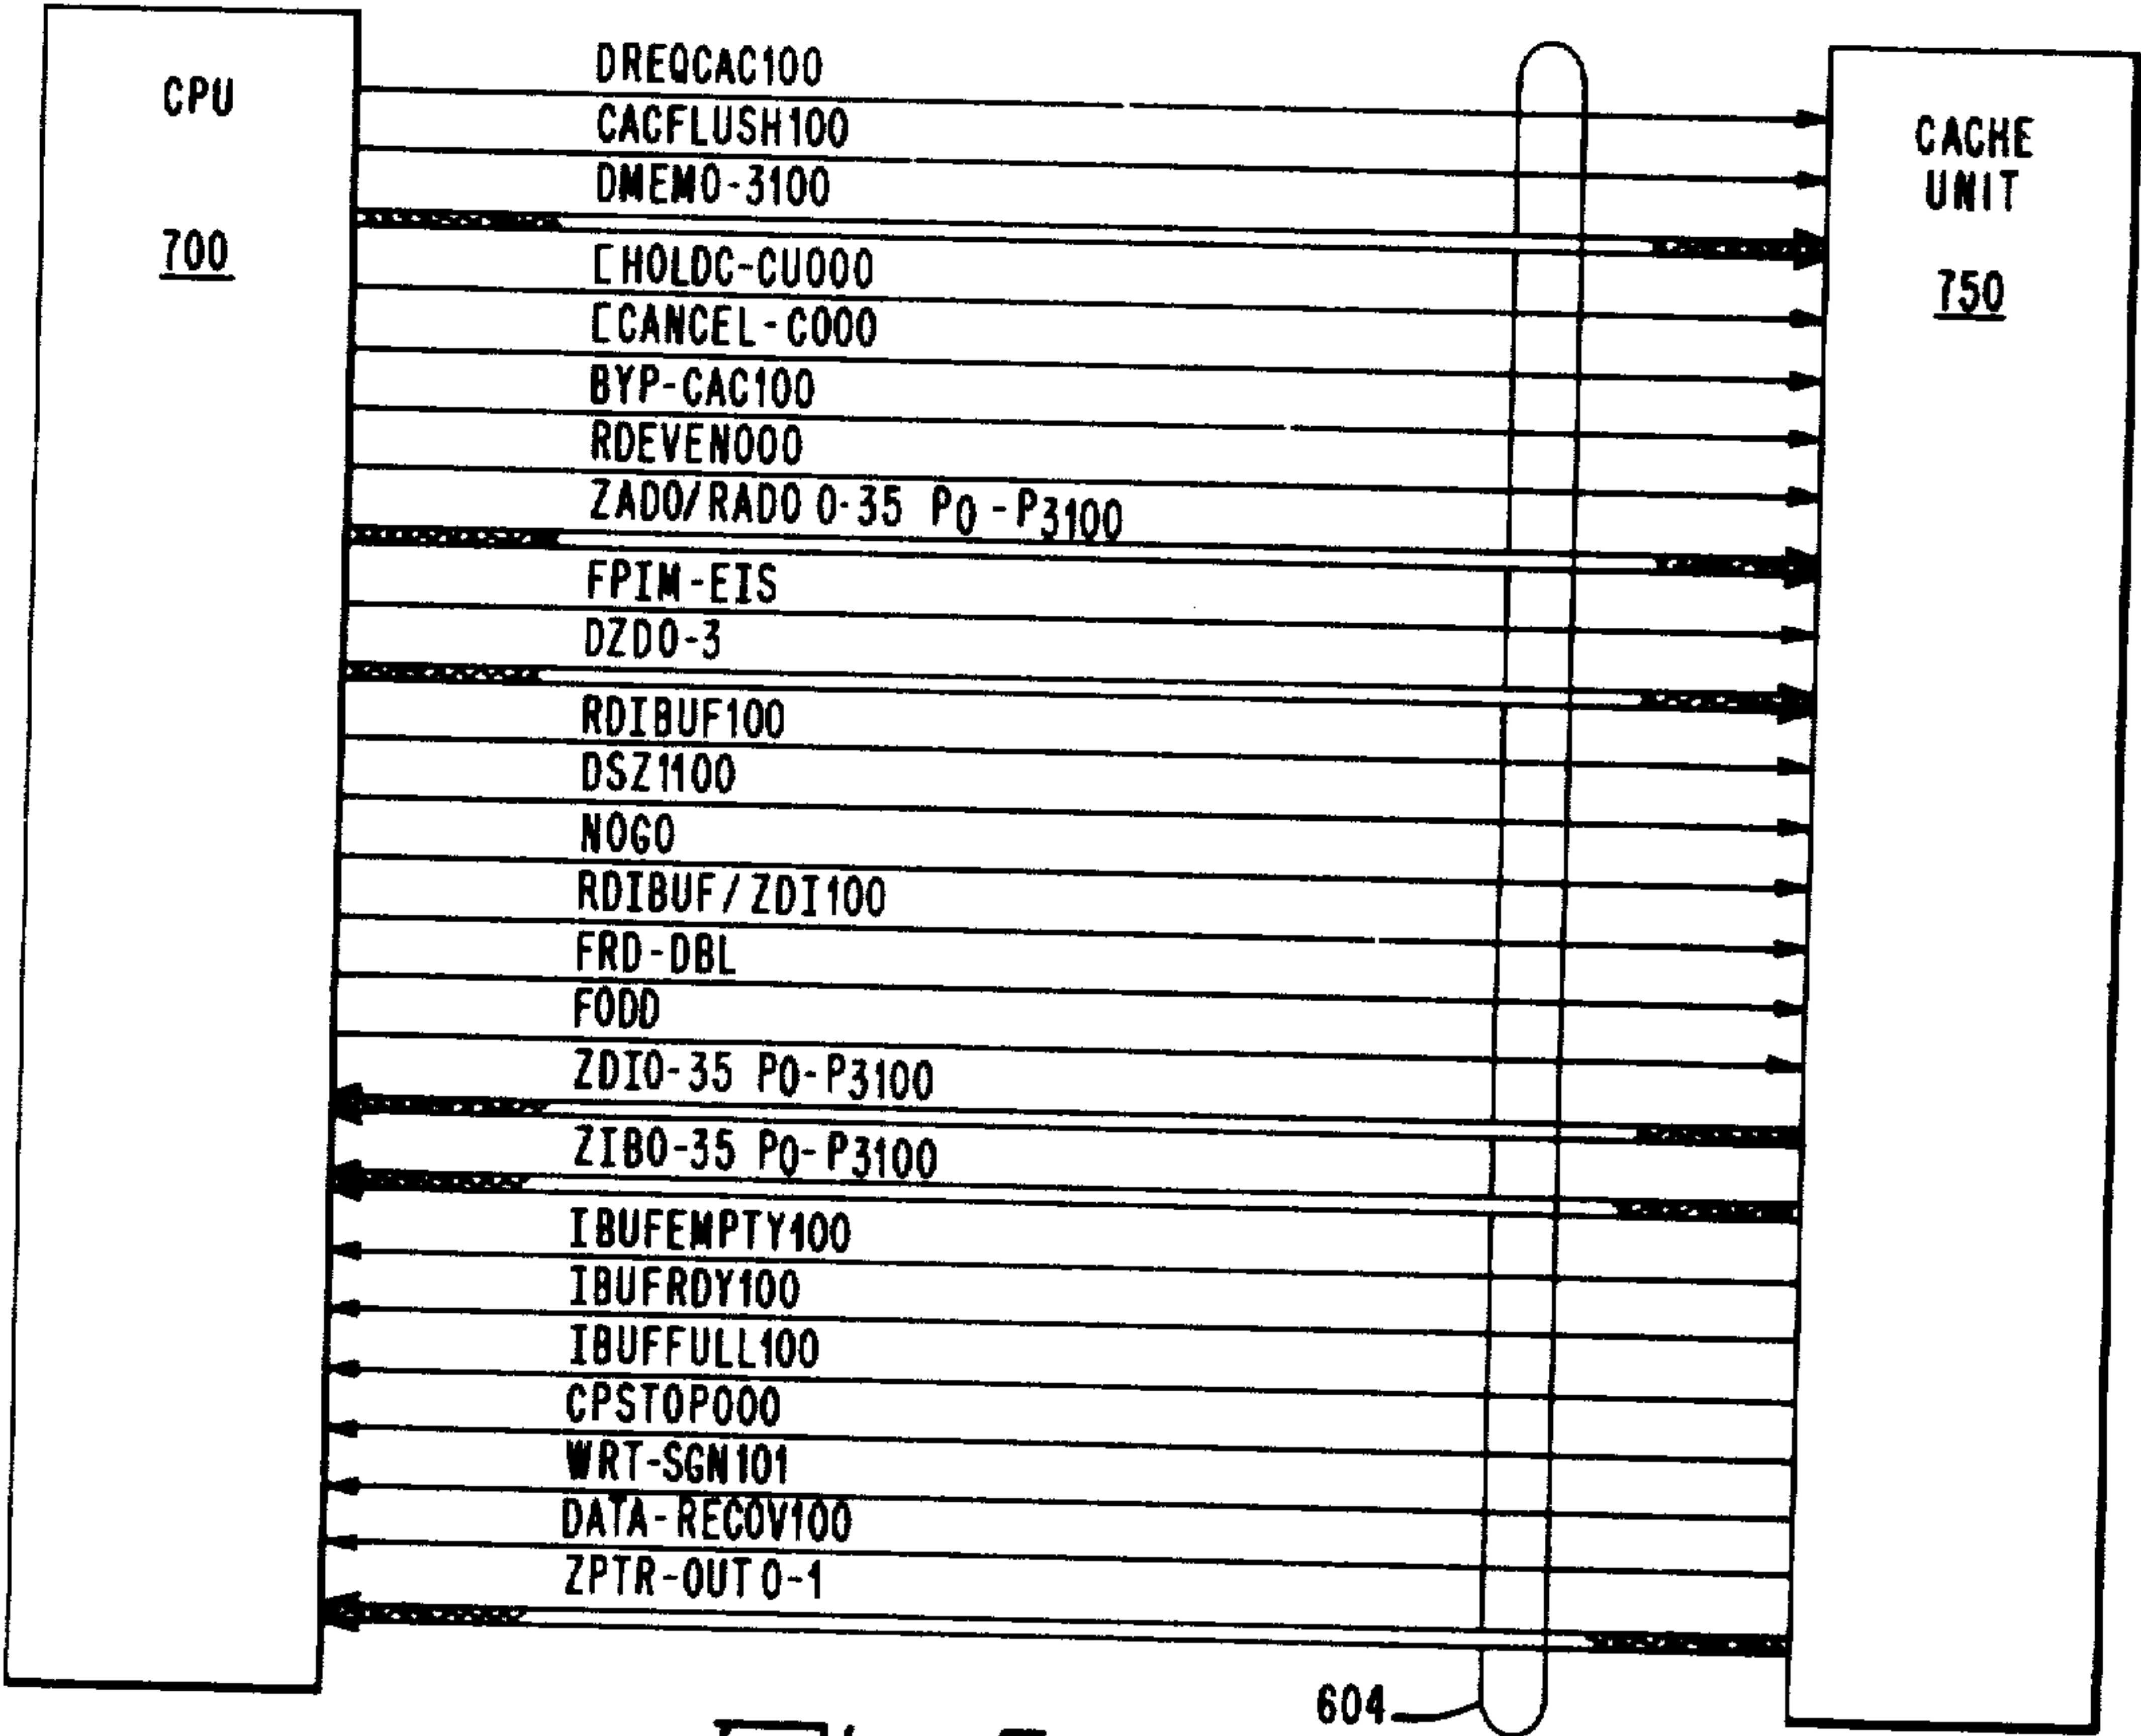 CPU
700
DREQCAC100
CACFLUSH100
DMEM0-3100
[HOLDC-CU000
[CANCEL-C000
BYP-CAC100
RDEVEN000
ZADO/RADO 0-35 P0-P3100
FPIM-EIS
DZD0-3
RDIBUF100
DSZ1100
NOGO
RDIBUF/ZDI100
FRD-DBL
FODD
ZDI0-35 P0-P3100
ZIB0-35 P0-P3100
IBUFEMPTY100
IBUFRDY100
IBUFFULL100
CPSTOP000
WRT-SGN101
DATA-RECOV100
ZPTR-OUT 0-1
CACHE
UNIT
750
604